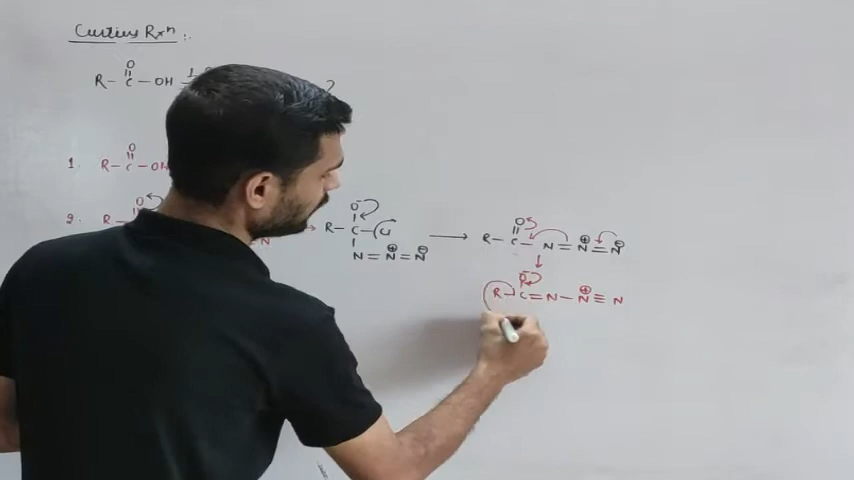 Curtius Rxⁿ :.
O
R - C - OH
1. R - C - OH
O
2. R -
O⁻
R - C - Cl
N = N = N
⊕ ⊖
O
R - C - N = N = N
⊕ ⊖
O⁻
R - C = N - N ≡ N
⊕